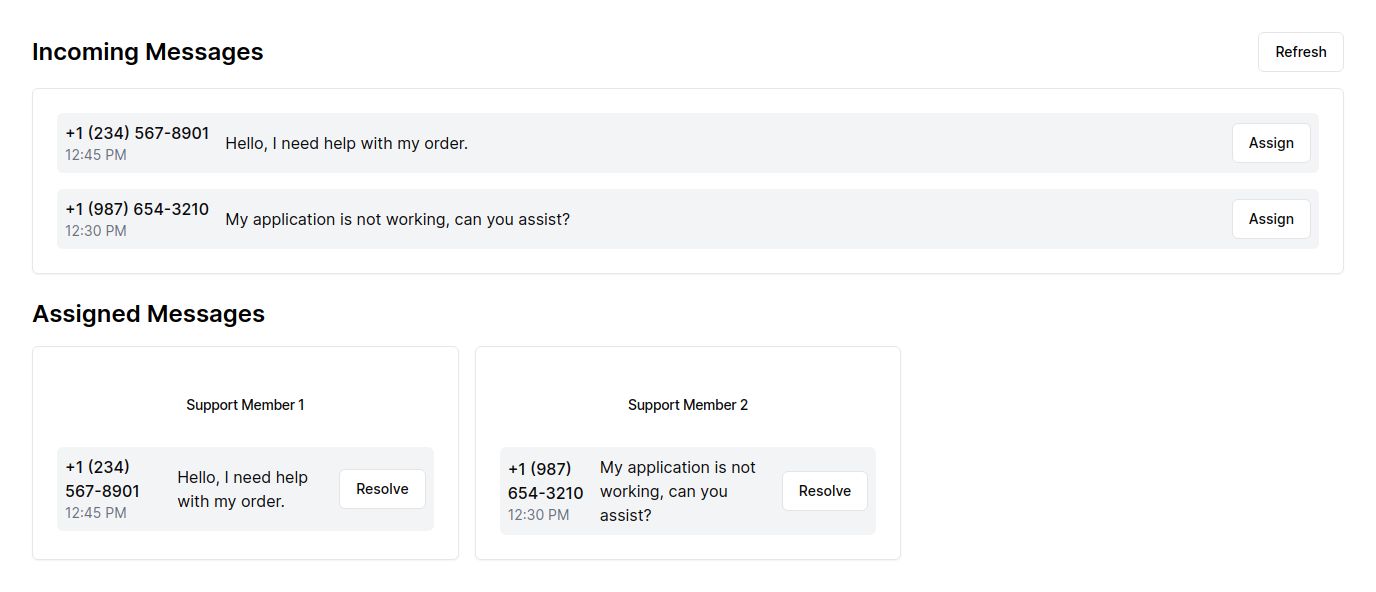 Incoming Messages
Refresh
+1 (234) 567-8901
12:45 PM
Hello, I need help with my order.
Assign
+1 (987) 654-3210
12:30 PM
My application is not working, can you assist?
Assign
Assigned Messages
Support Member 1
+1 (234)
567-8901
12:45 PM
Hello, I need help
with my order.
Resolve
Support Member 2
+1 (987)
654-3210
12:30 PM
My application is not
working, can you
assist?
Resolve